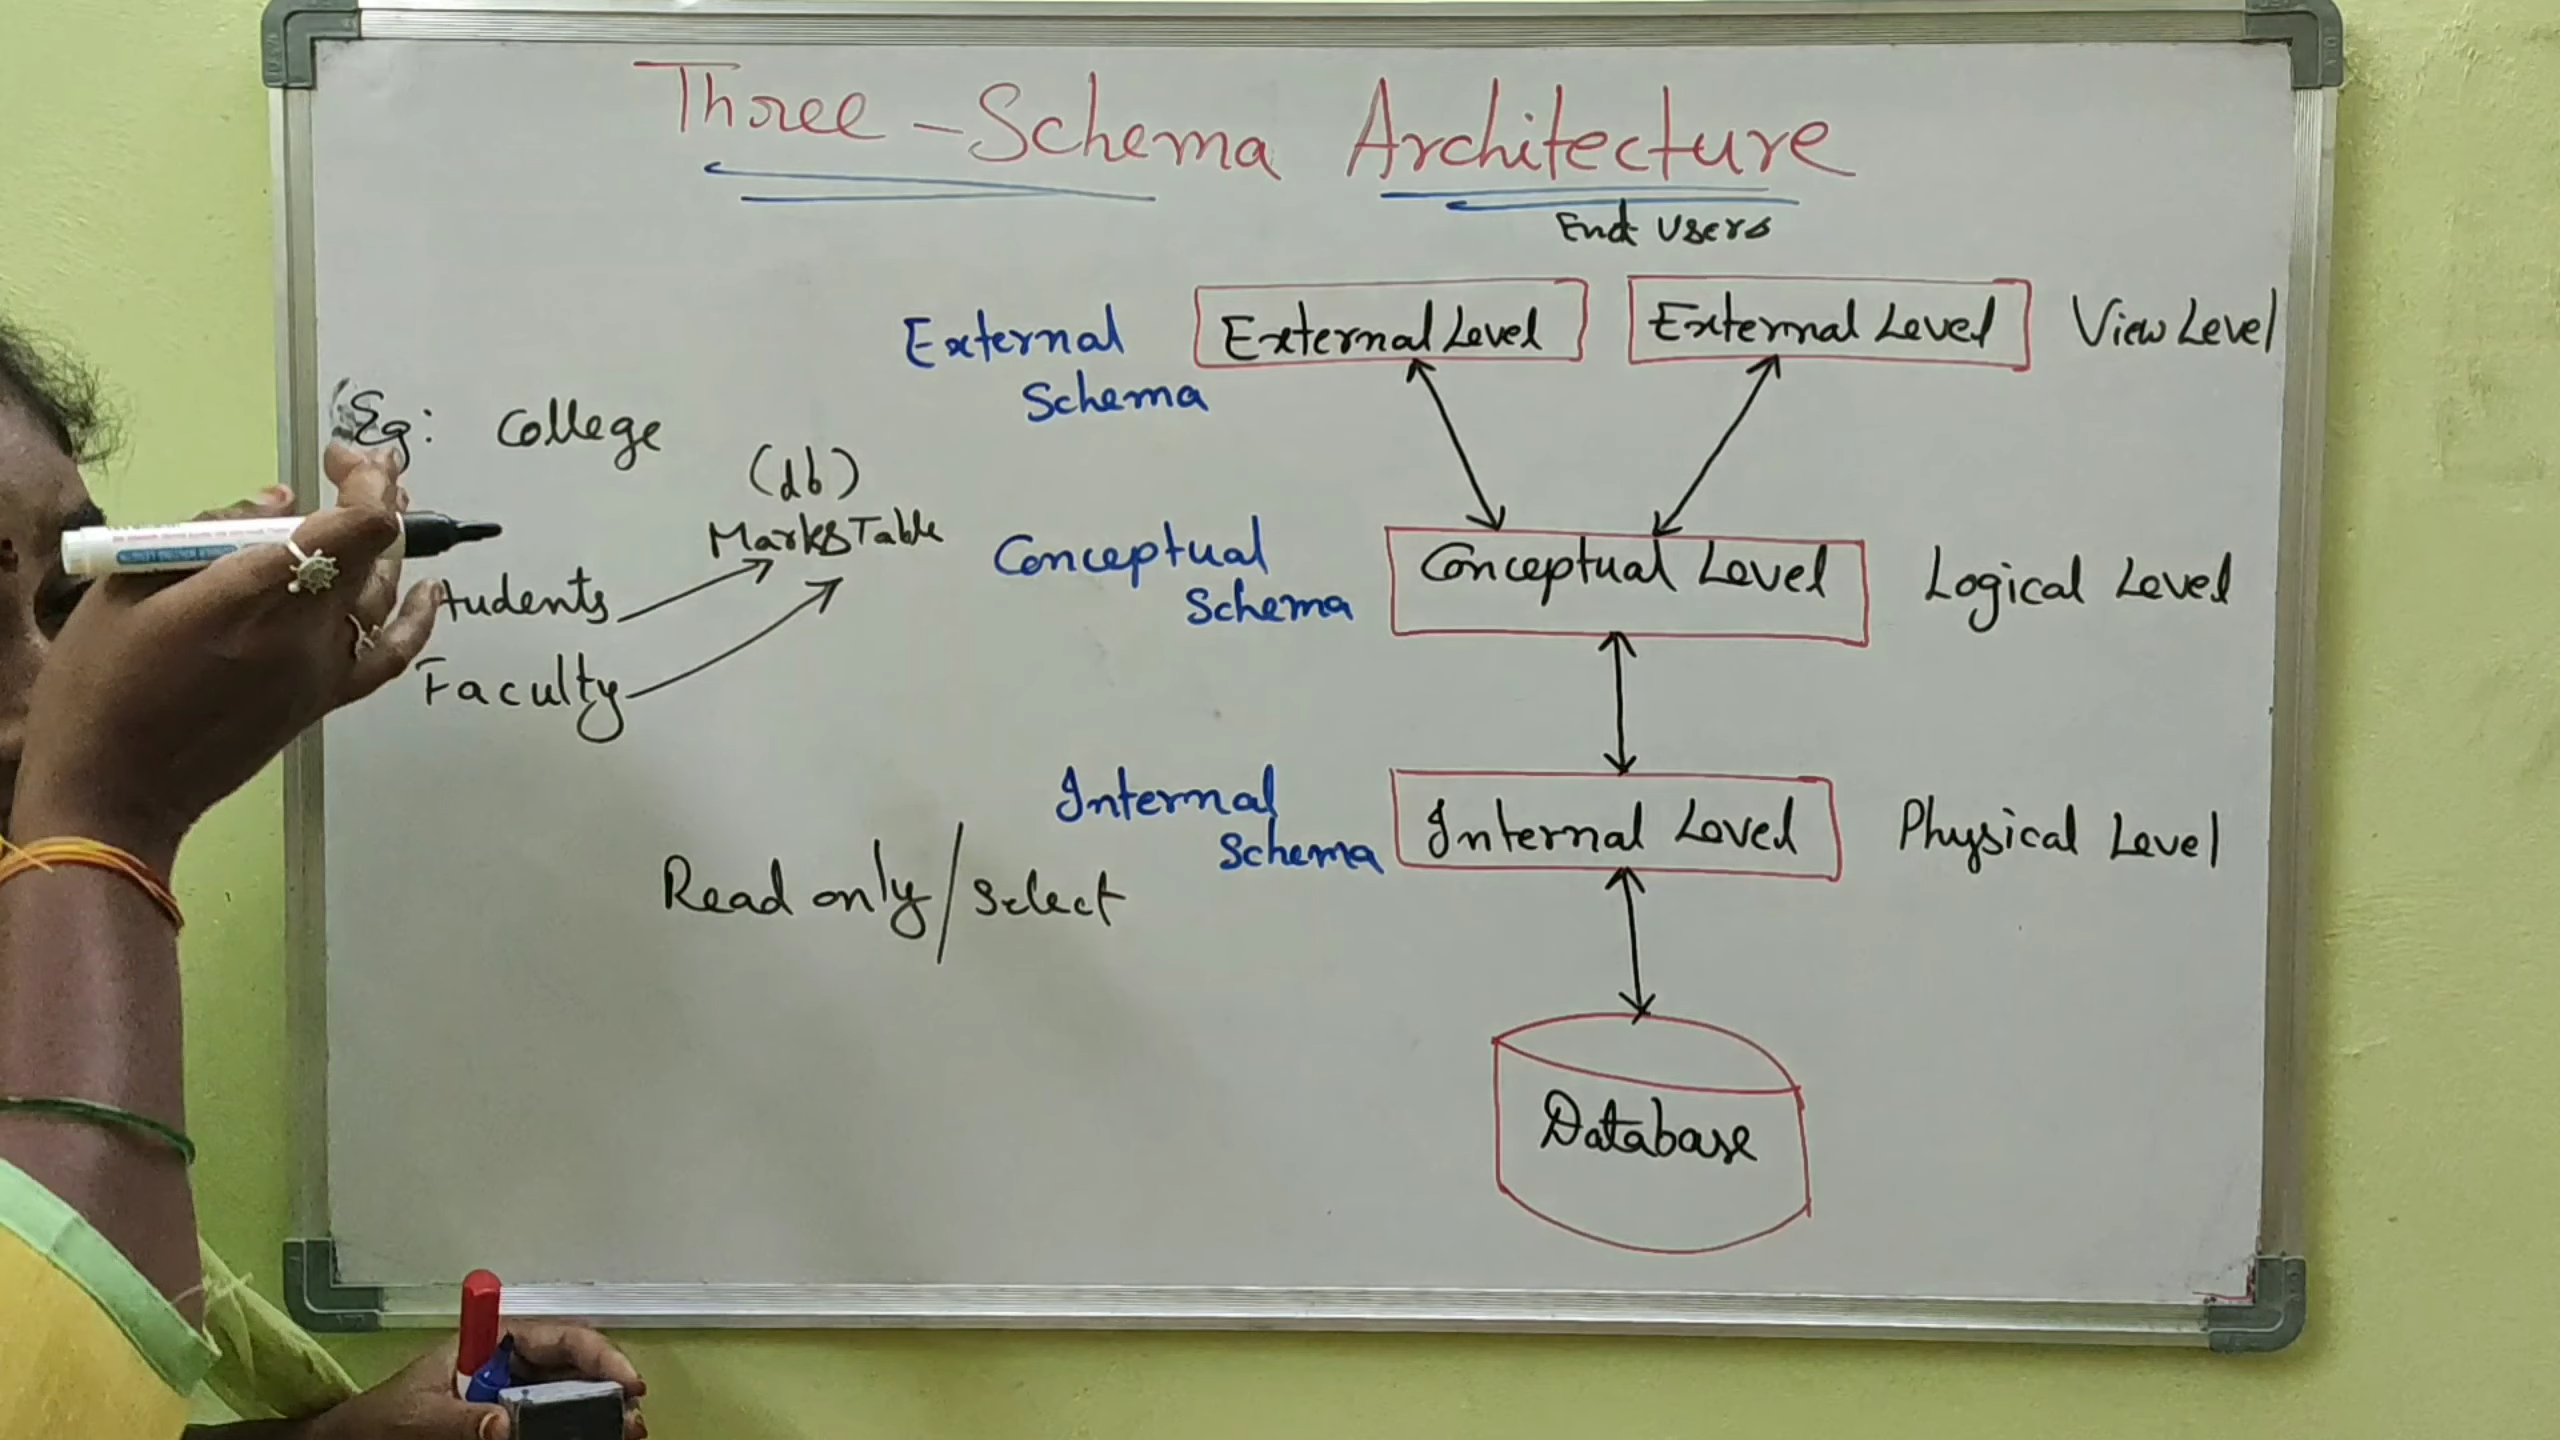 Three-Schema Architecture
End Users
External Schema
External Level
External Level
View Level
Eg: College
(db)
Marks Table
tudents
Faculty
Conceptual Schema
Conceptual Level
Logical Level
Internal Schema
Internal Level
Physical Level
Read only/select
Database